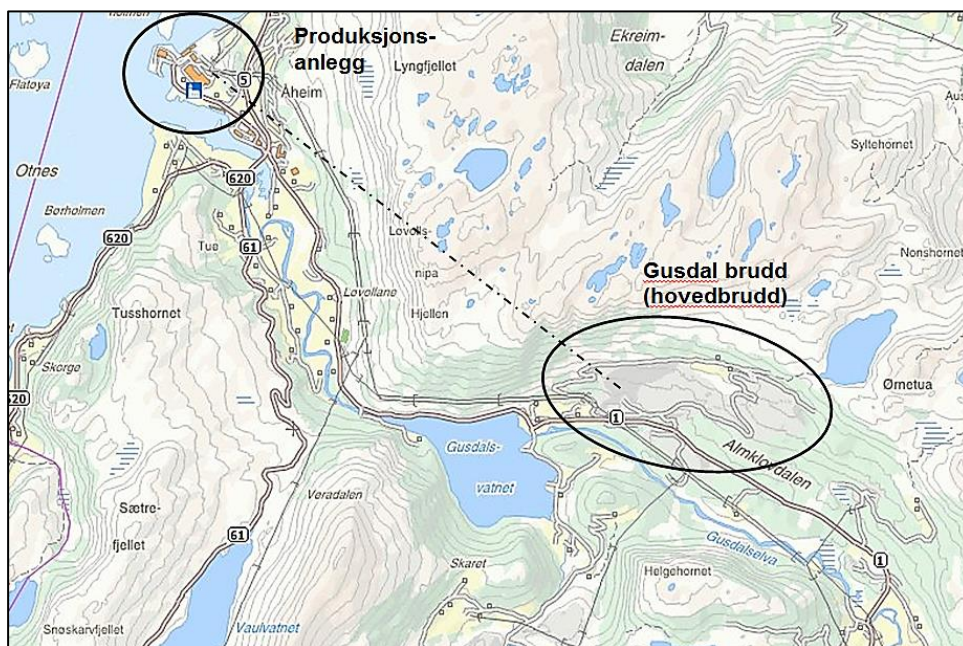 Produksjons-
anlegg
Ekreim-
dalen
Lyngfjellet
Flatøya
5
Åheim
Syltehornet
Otnes
620
Børholmen
620
61
Tue
Lovolls-
nipa
Nonshornet
Gusdal brudd
(hovedbrudd)
Tusshornet
Lovollane
Hjellen
Skorge
620
Ørnetua
1
Gusdals-
vatnet
Almklovdalen
Veradalen
Sætre-
fjellet
61
Skaret
Gusdalselva
1
Helgehornet
Snøskarvfjellet
Vaulvatnet